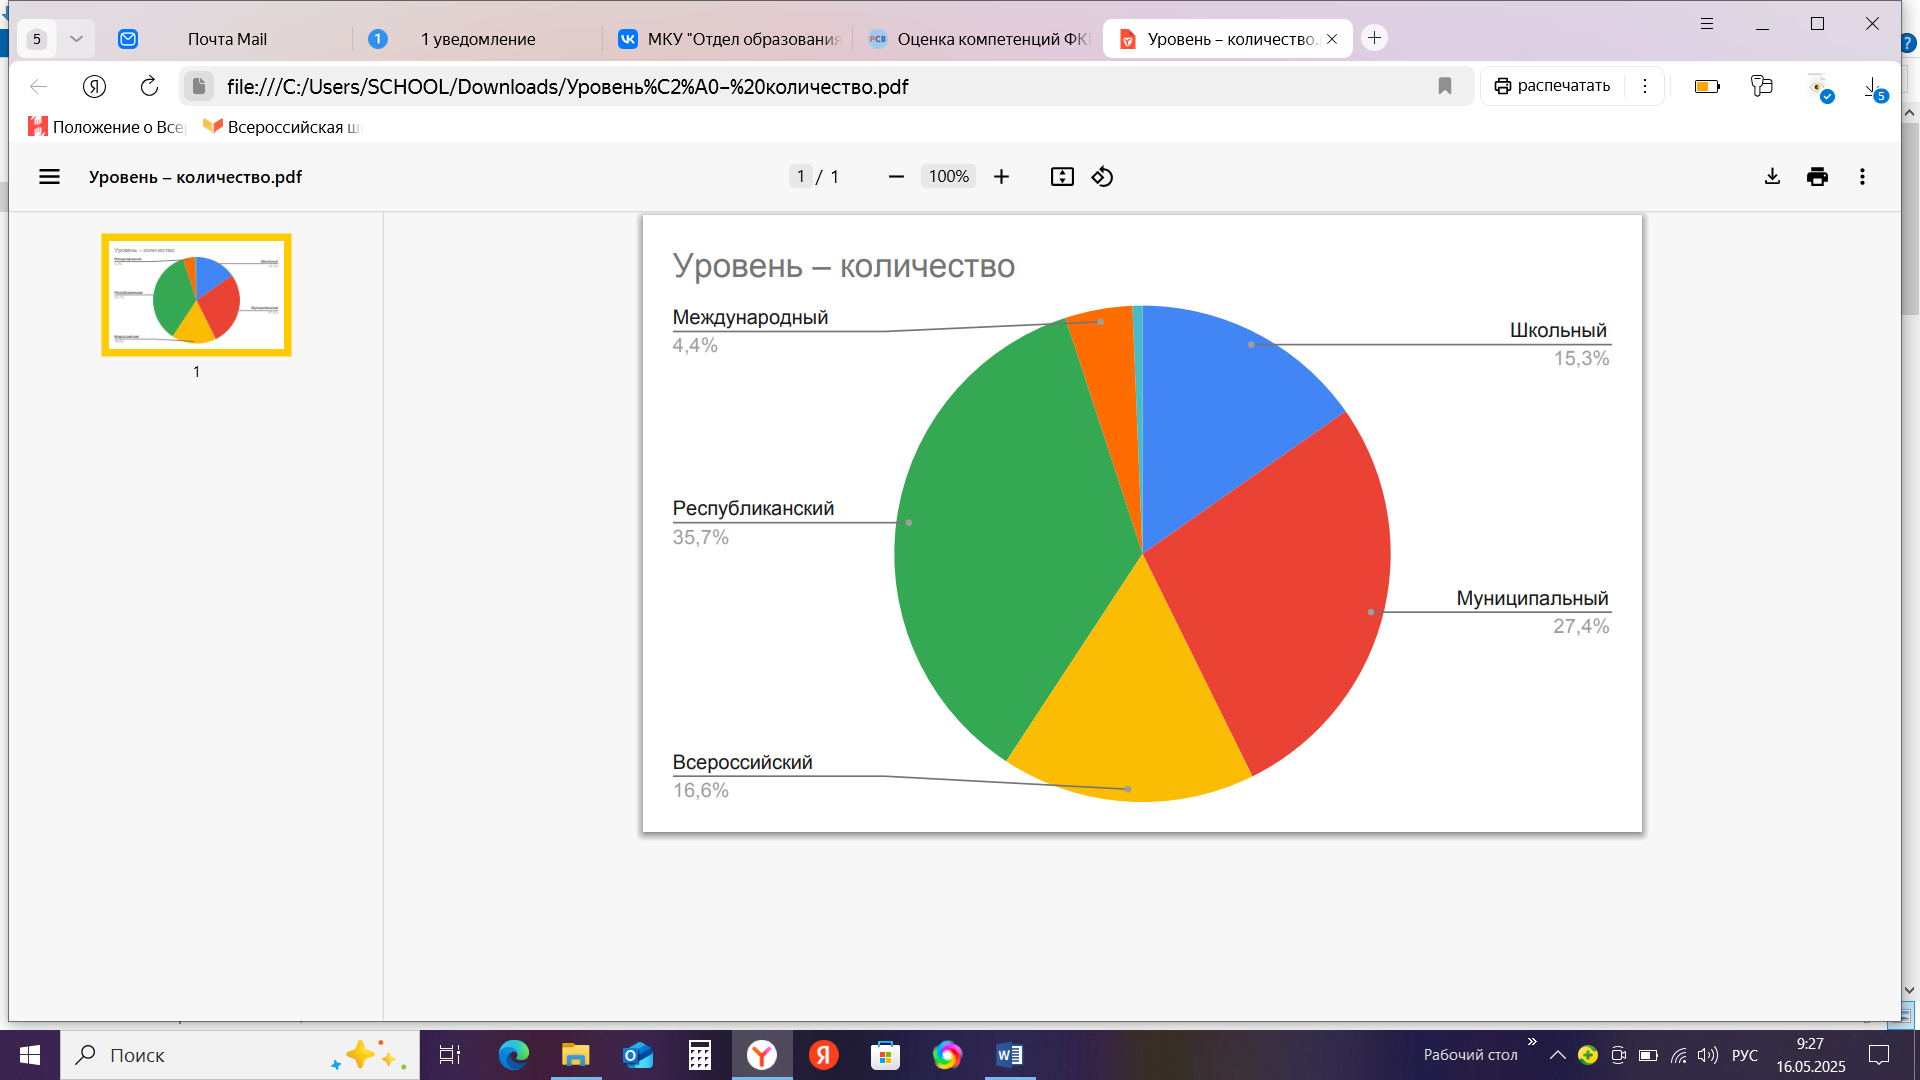 5
Почта Mail
1
1 уведомление
МКУ "Отдел образования
РСВ
Оценка компетенций ФК
Уровень – количество.
Я
file:///C:/Users/SCHOOL/Downloads/Уровень%C2%A0–%20количество.pdf
распечатать
5
Положение о Все
Всероссийская ш
Уровень – количество.pdf
1 / 1
100%
1
Уровень – количество
Международный
4,4%
Школьный
15,3%
Республиканский
35,7%
Муниципальный
27,4%
Всероссийский
16,6%
Поиск
Я
Рабочий стол
РУС
9:27
16.05.2025